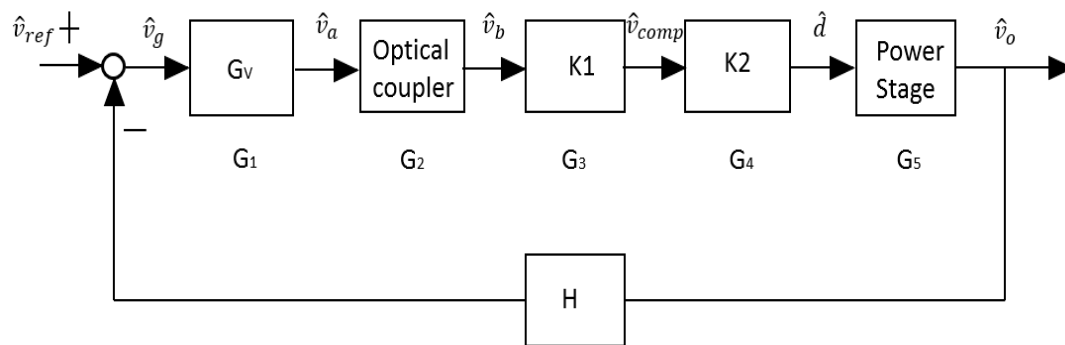 v̂ref + v̂g v̂a v̂b v̂comp d̂ v̂o
Gv Optical coupler K1 K2 Power Stage
−
G1 G2 G3 G4 G5
H